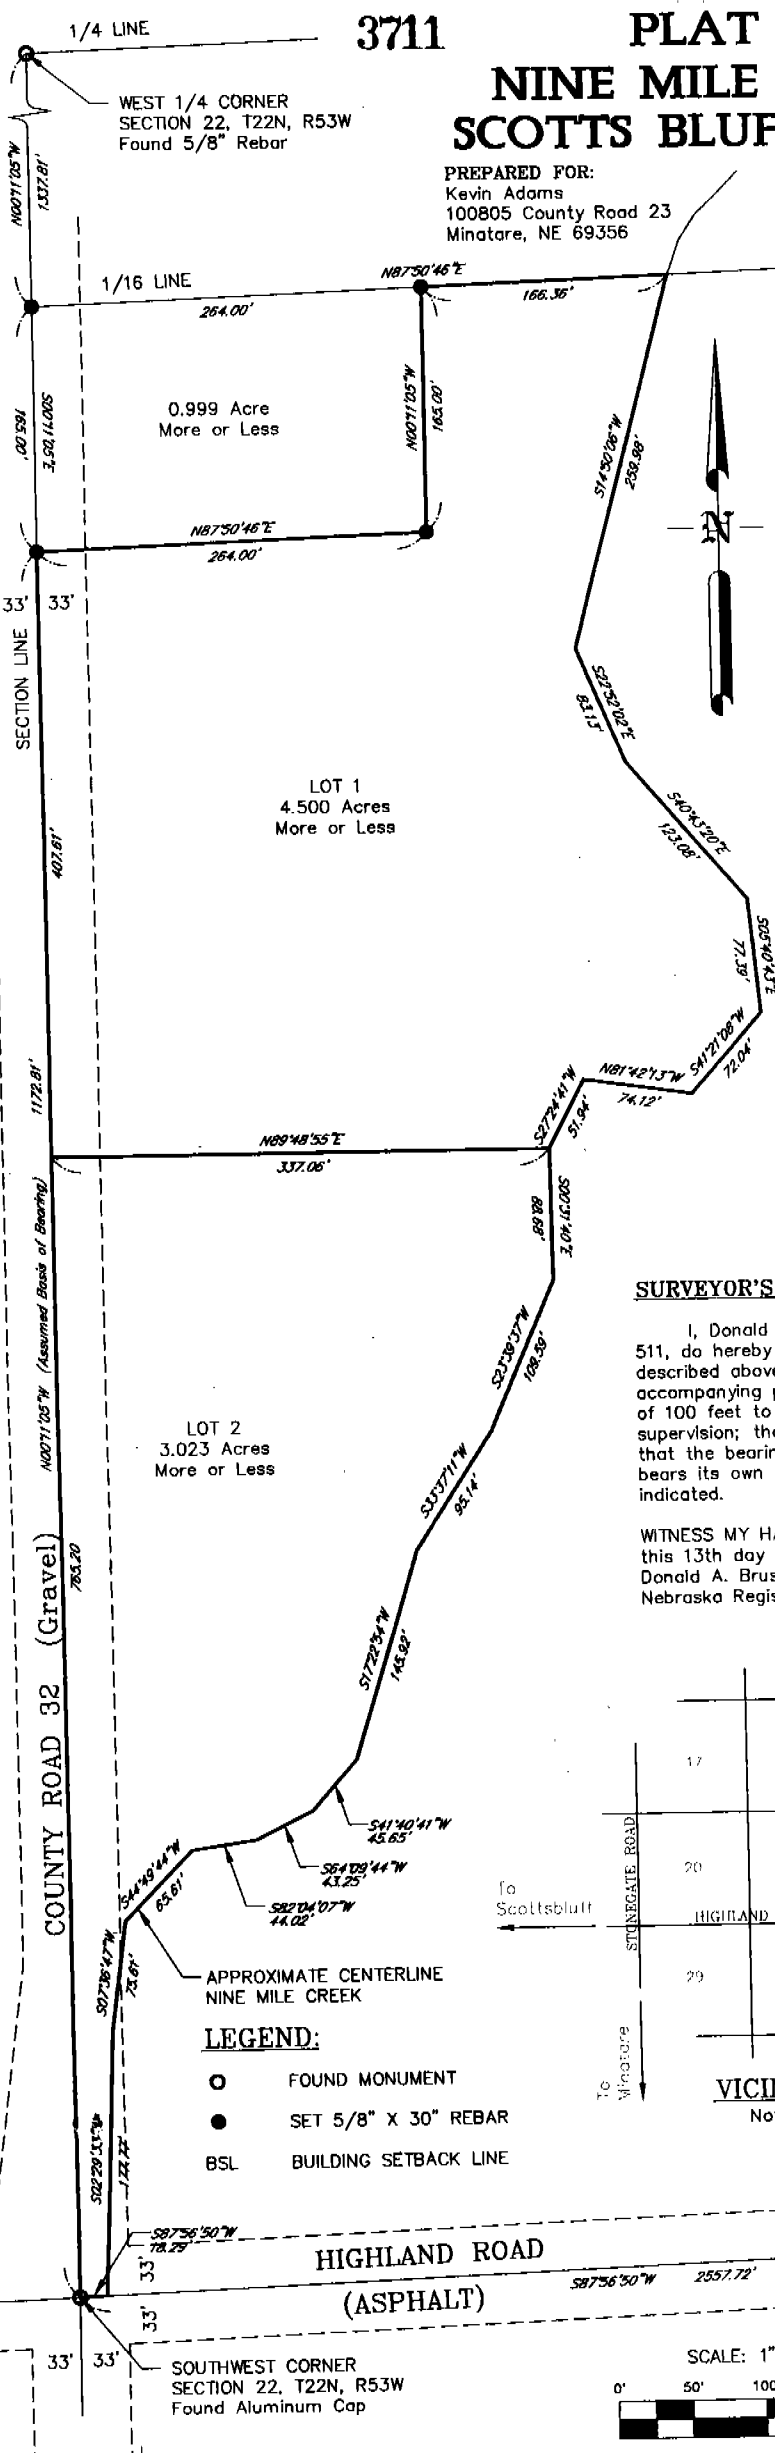 1/4 LINE
3711
PLAT
NINE MILE
SCOTTS BLUF
WEST 1/4 CORNER
SECTION 22, T22N, R53W
Found 5/8" Rebar
PREPARED FOR:
Kevin Adams
100805 County Road 23
Minatare, NE 69356
N00°11'05"W
1337.81'
1/16 LINE
264.00'
N87°50'46"E
166.36'
165.00'
S00°11'05"E
0.999 Acre
More or Less
N00°11'05"W
165.00'
S14°50'06"W
259.98'
N
N87°50'46"E
264.00'
33' 33'
SECTION LINE
S22°52'02"E
83.13'
LOT 1
4.500 Acres
More or Less
S40°43'20"E
123.08'
407.61'
S05°40'43"E
77.39'
S41°21'08"W
72.04'
N81°42'13"W
74.12'
S27°24'41"W
51.94'
1172.81'
N89°48'55"E
337.06'
S00°31'40"E
88.68'
N00°11'05"W (Assumed Basis of Bearing)
SURVEYOR'S
I, Donald
511, do hereby
described above
accompanying
of 100 feet to
supervision; the
that the bearin
bears its own
indicated.
WITNESS MY HA
this 13th day
Donald A. Brus
Nebraska Regis
S23°39'37"W
109.59'
LOT 2
3.023 Acres
More or Less
S33°37'11"W
95.14'
765.20
COUNTY ROAD 32 (Gravel)
S17°22'54"W
145.92'
S41°40'41"W
45.65'
S64°09'44"W
43.25'
S82°04'07"W
44.02'
S44°49'44"W
65.61'
S07°36'47"W
APPROXIMATE CENTERLINE
NINE MILE CREEK
17
20
29
STONEGATE ROAD
HIGHLAND
To
Scottsbluff
To
Minatare
VICI
No
LEGEND:
FOUND MONUMENT
SET 5/8" X 30" REBAR
BSL BUILDING SETBACK LINE
S87°56'50"W
18.29'
33'
33'
HIGHLAND ROAD
(ASPHALT)
S87°56'50"W 2557.72'
33' 33'
SOUTHWEST CORNER
SECTION 22, T22N, R53W
Found Aluminum Cap
SCALE: 1"
0' 50' 100